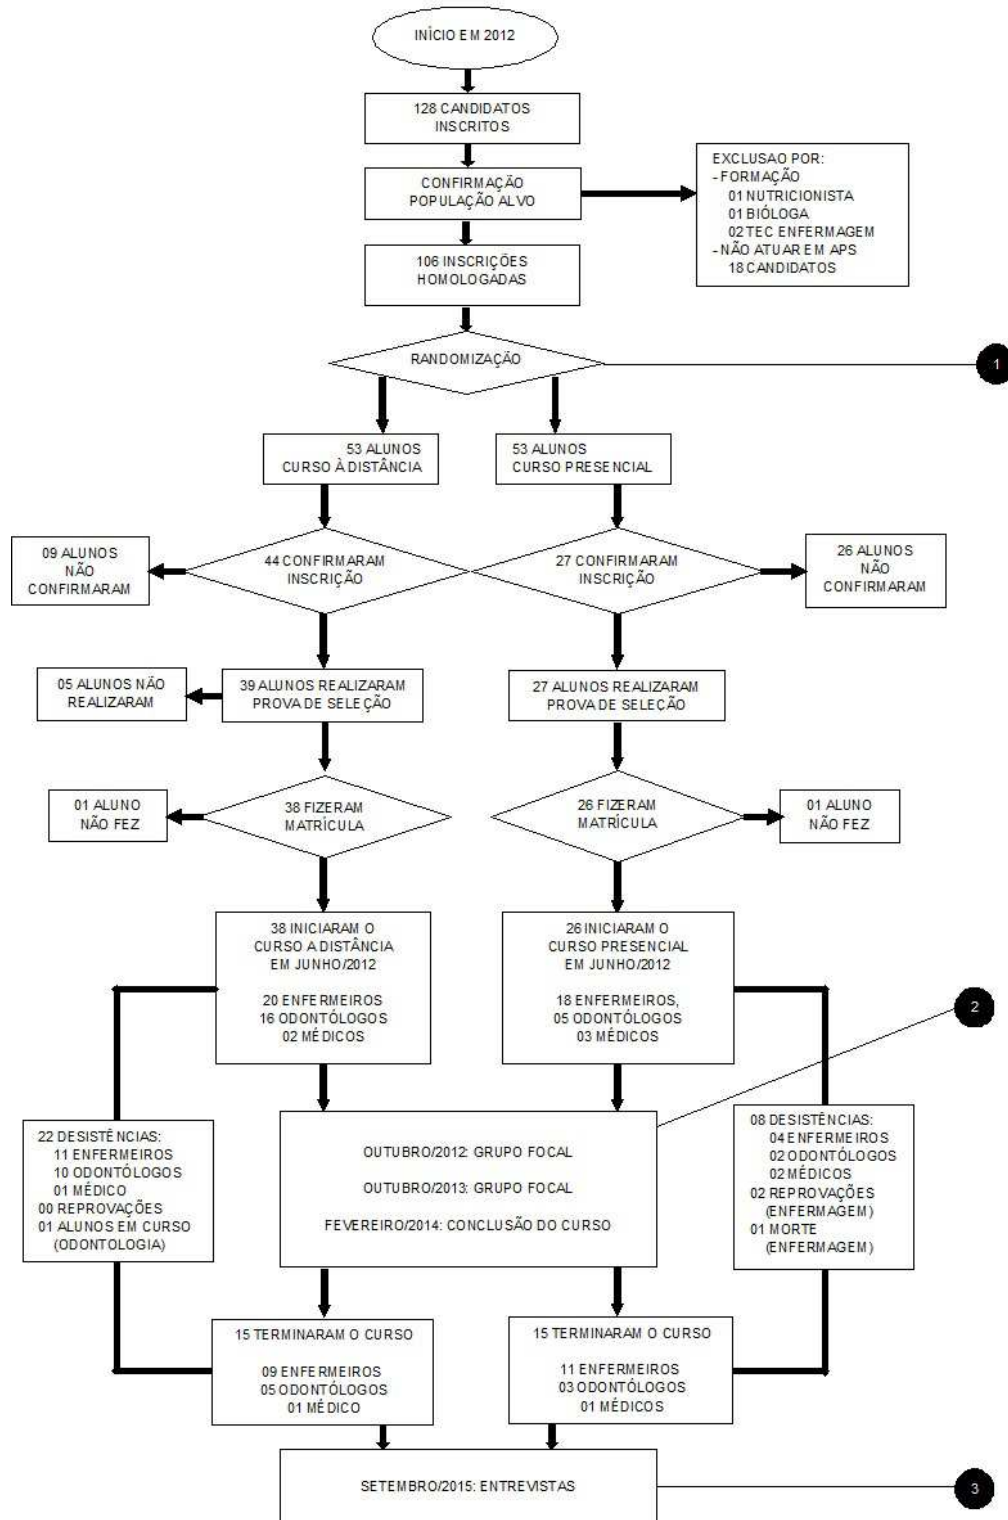 INÍCIO EM 2012
128 CANDIDATOS
INSCRITOS
CONFIRMAÇÃO
POPULAÇÃO ALVO
EXCLUSAO POR:
- FORMAÇÃO
01 NUTRICIONISTA
01 BIÓLOGA
02 TEC ENFERMAGEM
- NÃO ATUAR EM APS
18 CANDIDATOS
106 INSCRIÇÕES
HOMOLOGADAS
RANDOMIZAÇÃO
1
53 ALUNOS
CURSO À DISTÂNCIA
53 ALUNOS
CURSO PRESENCIAL
09 ALUNOS
NÃO
CONFIRMARAM
44 CONFIRMARAM
INSCRIÇÃO
27 CONFIRMARAM
INSCRIÇÃO
26 ALUNOS
NÃO
CONFIRMARAM
05 ALUNOS NÃO
REALIZARAM
39 ALUNOS REALIZARAM
PROVA DE SELEÇÃO
27 ALUNOS REALIZARAM
PROVA DE SELEÇÃO
01 ALUNO
NÃO FEZ
38 FIZERAM
MATRÍCULA
26 FIZERAM
MATRÍCULA
01 ALUNO
NÃO FEZ
38 INICIARAM O
CURSO A DISTÂNCIA
EM JUNHO/2012
20 ENFERMEIROS
16 ODONTÓLOGOS
02 MÉDICOS
26 INICIARAM O
CURSO PRESENCIAL
EM JUNHO/2012
18 ENFERMEIROS,
05 ODONTÓLOGOS
03 MÉDICOS
2
22 DESISTÊNCIAS:
11 ENFERMEIROS
10 ODONTÓLOGOS
01 MÉDICO
00 REPROVAÇÕES
01 ALUNOS EM CURSO
(ODONTOLOGIA)
OUTUBRO/2012: GRUPO FOCAL
OUTUBRO/2013: GRUPO FOCAL
FEVEREIRO/2014: CONCLUSÃO DO CURSO
08 DESISTÊNCIAS:
04 ENFERMEIROS
02 ODONTÓLOGOS
02 MÉDICOS
02 REPROVAÇÕES
(ENFERMAGEM)
01 MORTE
(ENFERMAGEM)
15 TERMINARAM O CURSO
09 ENFERMEIROS
05 ODONTÓLOGOS
01 MÉDICO
15 TERMINARAM O CURSO
11 ENFERMEIROS
03 ODONTÓLOGOS
01 MÉDICOS
SETEMBRO/2015: ENTREVISTAS
3